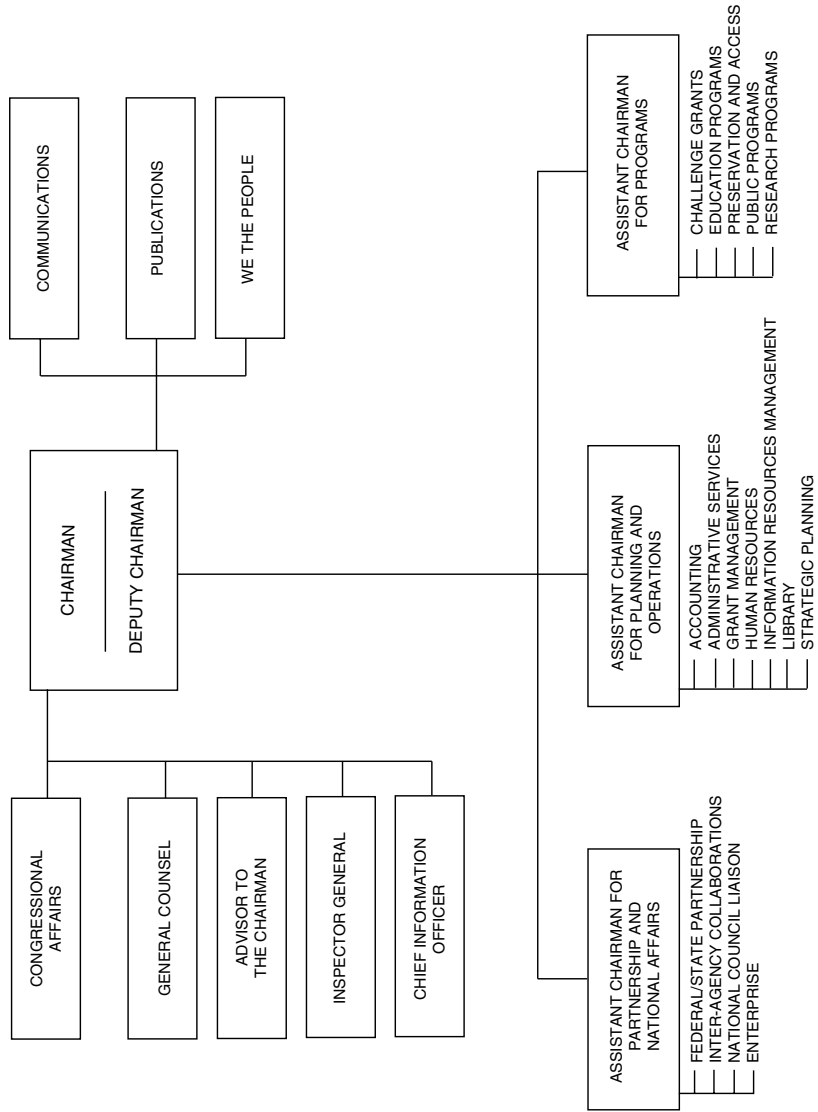 CHAIRMAN
DEPUTY CHAIRMAN
CONGRESSIONAL
AFFAIRS
GENERAL COUNSEL
ADVISOR TO
THE CHAIRMAN
INSPECTOR GENERAL
CHIEF INFORMATION
OFFICER
COMMUNICATIONS
PUBLICATIONS
WE THE PEOPLE
ASSISTANT CHAIRMAN FOR
PARTNERSHIP AND
NATIONAL AFFAIRS
FEDERAL/STATE PARTNERSHIP
INTER-AGENCY COLLABORATIONS
NATIONAL COUNCIL LIAISON
ENTERPRISE
ASSISTANT CHAIRMAN
FOR PLANNING AND
OPERATIONS
ACCOUNTING
ADMINISTRATIVE SERVICES
GRANT MANAGEMENT
HUMAN RESOURCES
INFORMATION RESOURCES MANAGEMENT
LIBRARY
STRATEGIC PLANNING
ASSISTANT CHAIRMAN
FOR PROGRAMS
CHALLENGE GRANTS
EDUCATION PROGRAMS
PRESERVATION AND ACCESS
PUBLIC PROGRAMS
RESEARCH PROGRAMS